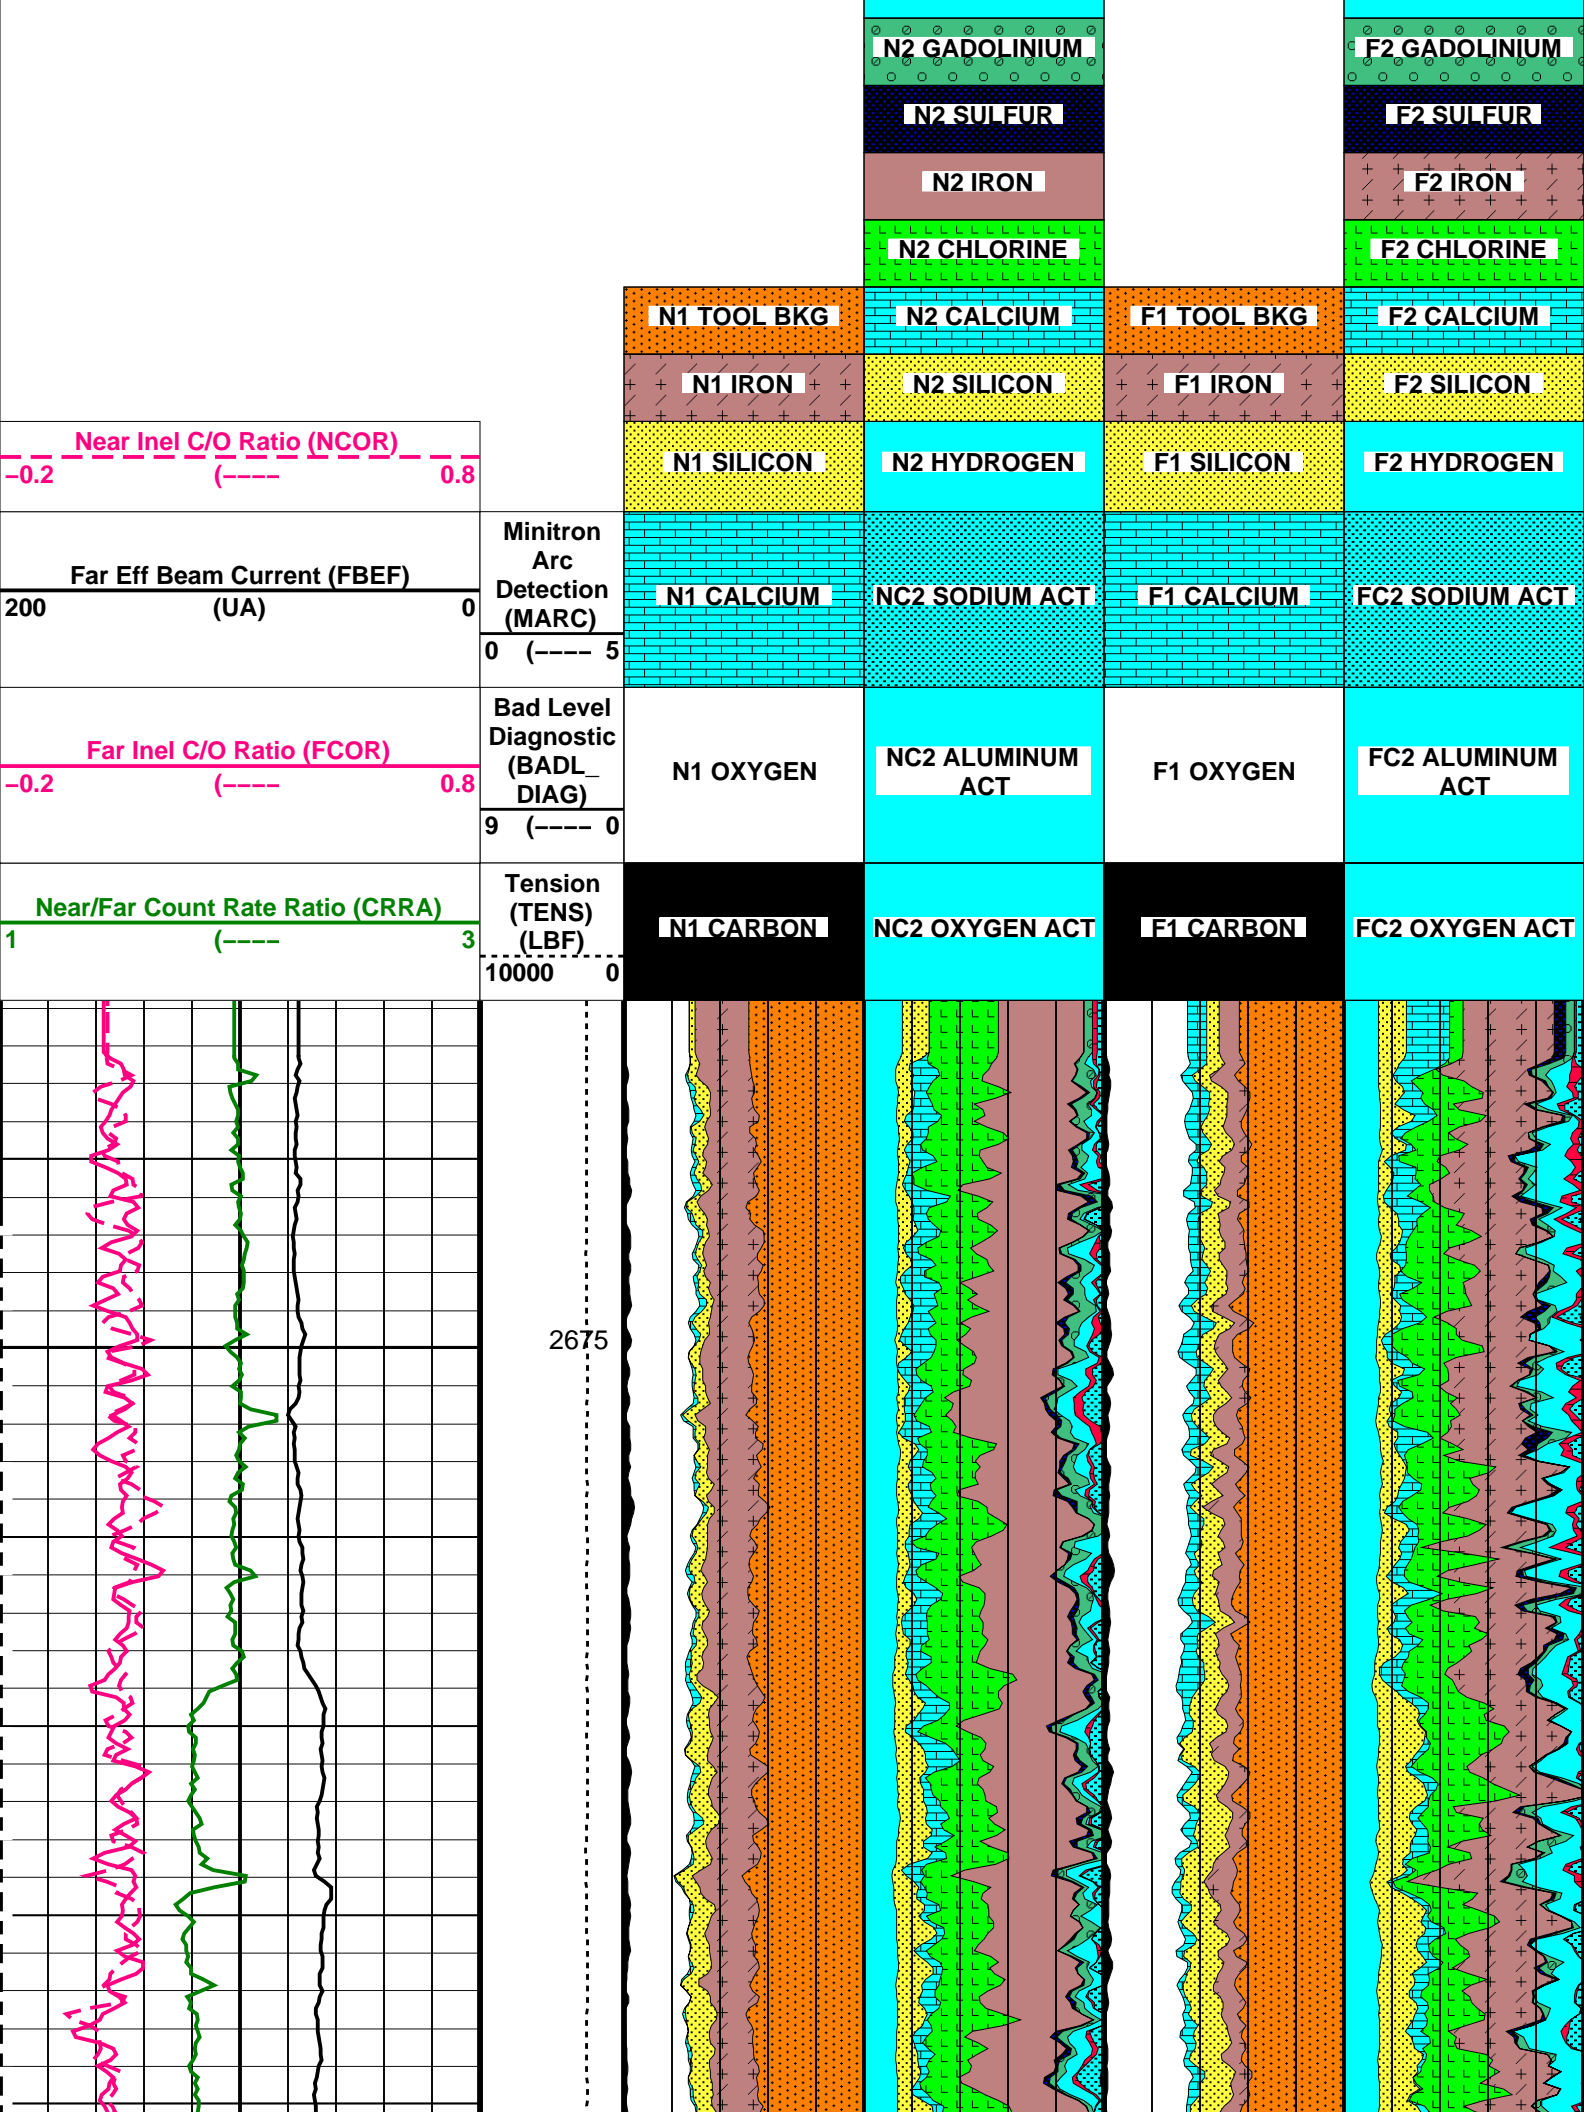 N2 GADOLINIUM
F2 GADOLINIUM
N2 SULFUR
F2 SULFUR
N2 IRON
F2 IRON
N2 CHLORINE
F2 CHLORINE
N1 TOOL BKG
N2 CALCIUM
F1 TOOL BKG
F2 CALCIUM
N1 IRON
N2 SILICON
F1 IRON
F2 SILICON
Near Inel C/O Ratio (NCOR)
−0.2 (−−−− 0.8
N1 SILICON
N2 HYDROGEN
F1 SILICON
F2 HYDROGEN
Far Eff Beam Current (FBEF)
200 (UA) 0
Minitron
Arc
Detection
(MARC)
0 (−−−− 5
N1 CALCIUM
NC2 SODIUM ACT
F1 CALCIUM
FC2 SODIUM ACT
Far Inel C/O Ratio (FCOR)
−0.2 (−−−− 0.8
Bad Level
Diagnostic
(BADL_
DIAG)
9 (−−−− 0
N1 OXYGEN
NC2 ALUMINUM
ACT
F1 OXYGEN
FC2 ALUMINUM
ACT
Near/Far Count Rate Ratio (CRRA)
1 (−−−− 3
Tension
(TENS)
(LBF)
10000 0
N1 CARBON
NC2 OXYGEN ACT
F1 CARBON
FC2 OXYGEN ACT
2675